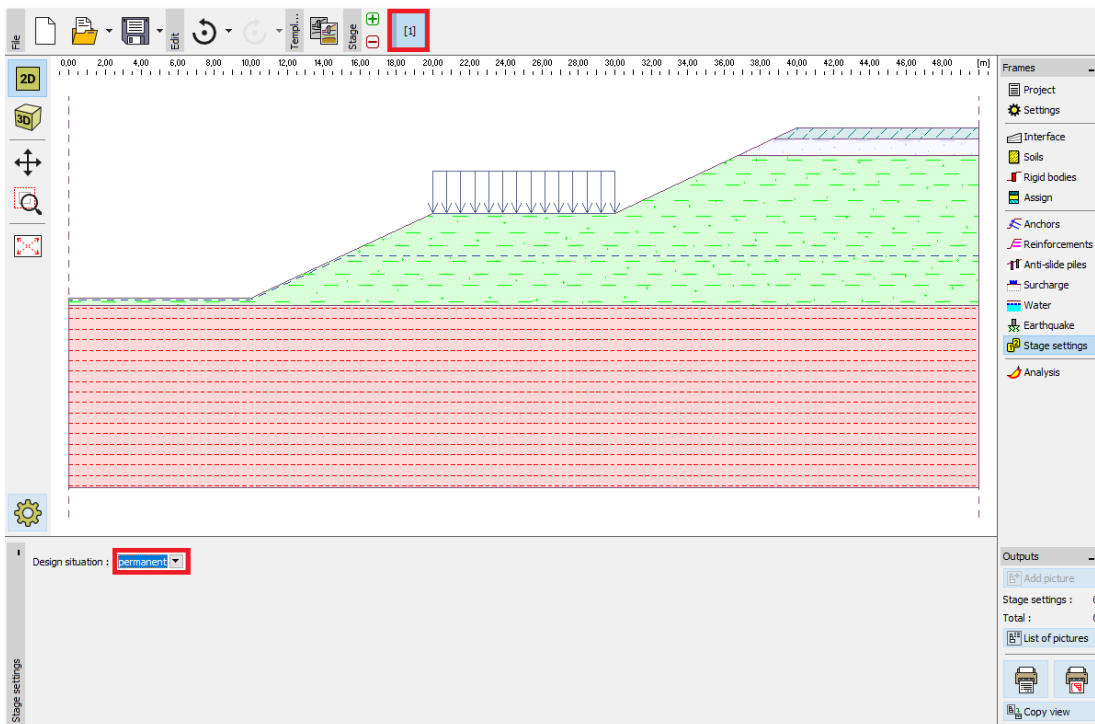 File
Edit
Templ...
Stage
[1]
2D
3D
0,00 2,00 4,00 6,00 8,00 10,00 12,00 14,00 16,00 18,00 20,00 22,00 24,00 26,00 28,00 30,00 32,00 34,00 36,00 38,00 40,00 42,00 44,00 46,00 48,00 [m]
Frames
Project
Settings
Interface
Soils
Rigid bodies
Assign
Anchors
Reinforcements
Anti-slide piles
Surcharge
Water
Earthquake
Stage settings
Analysis
Design situation : permanent
Stage settings
Outputs
Add picture
Stage settings :
Total :
List of pictures
Copy view